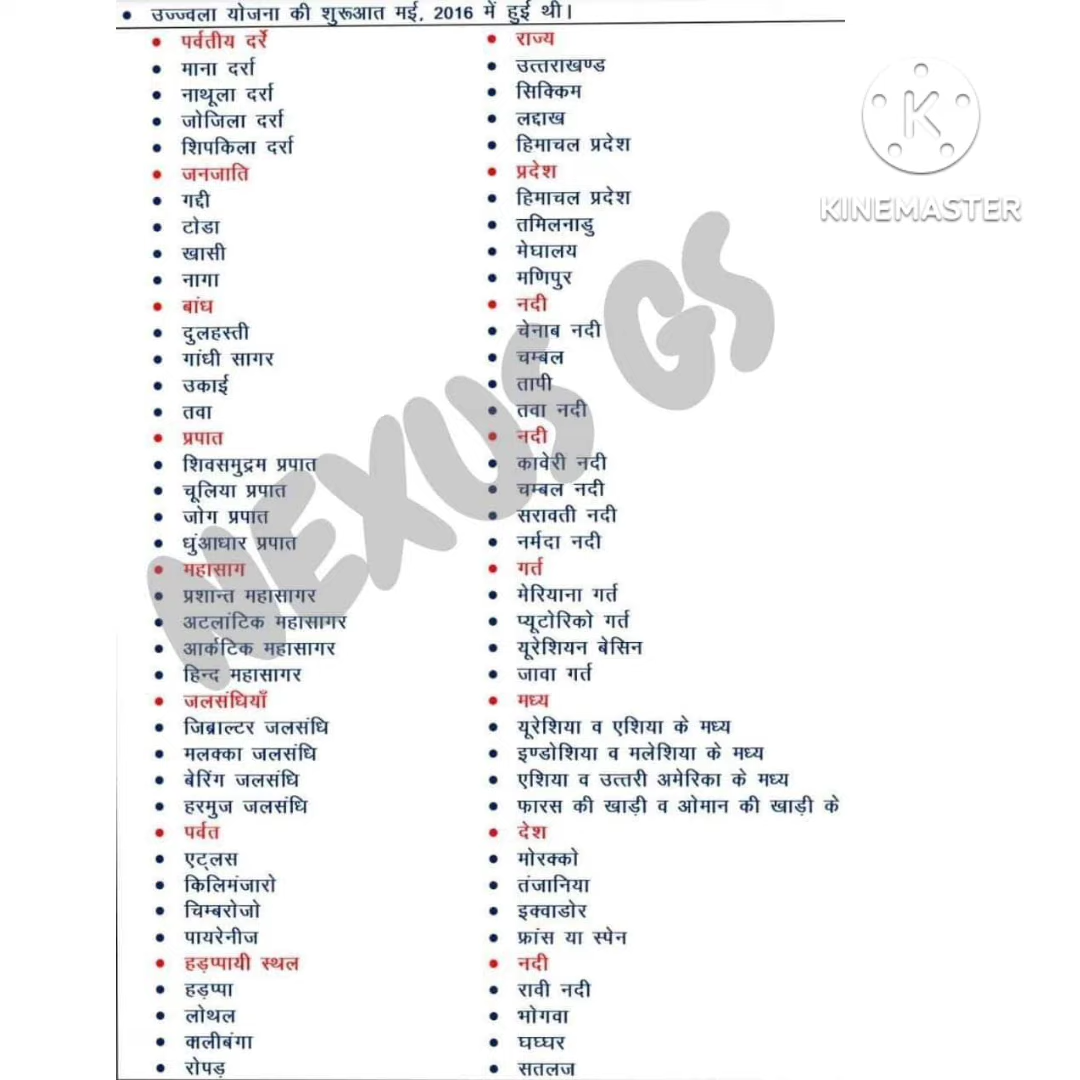 • उज्ज्वला योजना की शुरूआत मई, 2016 में हुई थी।
• पर्वतीय दर्रे • राज्य
• माना दर्रा • उत्तराखण्ड
• नाथूला दर्रा • सिक्किम
• जोजिला दर्रा • लद्दाख
• शिपकिला दर्रा • हिमाचल प्रदेश
• जनजाति • प्रदेश
• गद्दी • हिमाचल प्रदेश
• टोडा • तमिलनाडु
• खासी • मेघालय
• नागा • मणिपुर
• बांध • नदी
• दुलहस्ती • चेनाब नदी
• गांधी सागर • चम्बल
• उकाई • तापी
• तवा • तवा नदी
• प्रपात • नदी
• शिवसमुद्रम प्रपात • कावेरी नदी
• चूलिया प्रपात • चम्बल नदी
• जोग प्रपात • सरावती नदी
• धुंआधार प्रपात • नर्मदा नदी
• महासाग • गर्त
• प्रशान्त महासागर • मेरियाना गर्त
• अटलांटिक महासागर • प्यूटोरिको गर्त
• आर्कटिक महासागर • यूरेशियन बेसिन
• हिन्द महासागर • जावा गर्त
• जलसंधियाँ • मध्य
• जिब्राल्टर जलसंधि • यूरेशिया व एशिया के मध्य
• मलक्का जलसंधि • इण्डोशिया व मलेशिया के मध्य
• बेरिंग जलसंधि • एशिया व उत्तरी अमेरिका के मध्य
• हरमुज जलसंधि • फारस की खाड़ी व ओमान की खाड़ी के
• पर्वत • देश
• एट्लस • मोरक्को
• किलिमंजारो • तंजानिया
• चिम्बरोजो • इक्वाडोर
• पायरेनीज • फ्रांस या स्पेन
• हड़प्पायी स्थल • नदी
• हड़प्पा • रावी नदी
• लोथल • भोगवा
• कालीबंगा • घघ्घर
• रोपड़ • सतलज
K
KINEMASTER
NEXUS GS